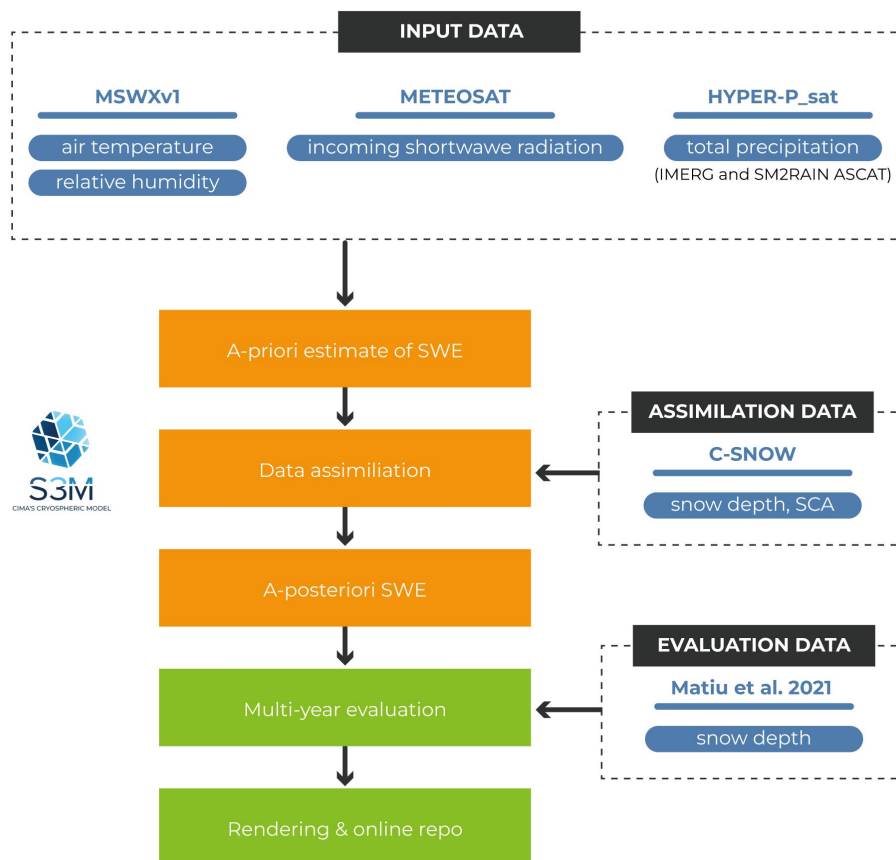 INPUT DATA
MSWXv1
air temperature
relative humidity
METEOSAT
incoming shortwawe radiation
HYPER-P_sat
total precipitation
(IMERG and SM2RAIN ASCAT)
A-priori estimate of SWE
ASSIMILATION DATA
C-SNOW
snow depth, SCA
Data assimiliation
S3M
CIMA'S CRYOSPHERIC MODEL
A-posteriori SWE
EVALUATION DATA
Matiu et al. 2021
snow depth
Multi-year evaluation
Rendering & online repo